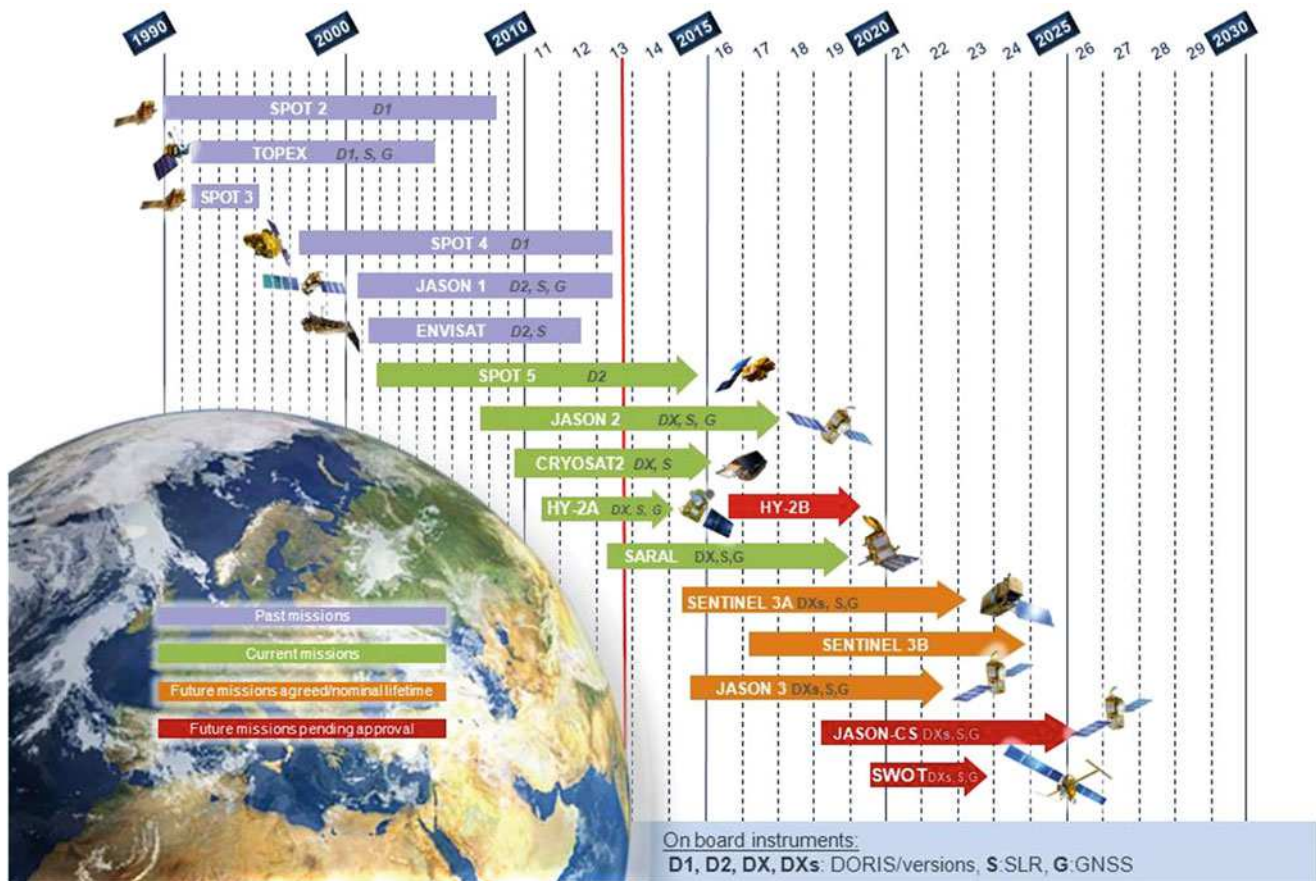 1990 2000 2010 11 12 13 14 2015 16 17 18 19 2020 21 22 23 24 2025 26 27 28 29 2030
SPOT 2 D1
TOPEX D1, S, G
SPOT 3
SPOT 4 D1
JASON 1 D2, S, G
ENVISAT D2, S
SPOT 5 D2
JASON 2 DX, S, G
CRYOSAT2 DX, S
HY-2A DX, S, G HY-2B
SARAL DX,S,G
SENTINEL 3A DXs, S,G
Past missions
SENTINEL 3B
Current missions
JASON 3 DXs,S,G
Future missions agreed/nominal lifetime
JASON-CS DXs,S,G
Future missions pending approval
SWOT DXs, S,G
On board instruments:
D1, D2, DX, DXs: DORIS/versions, S:SLR, G:GNSS